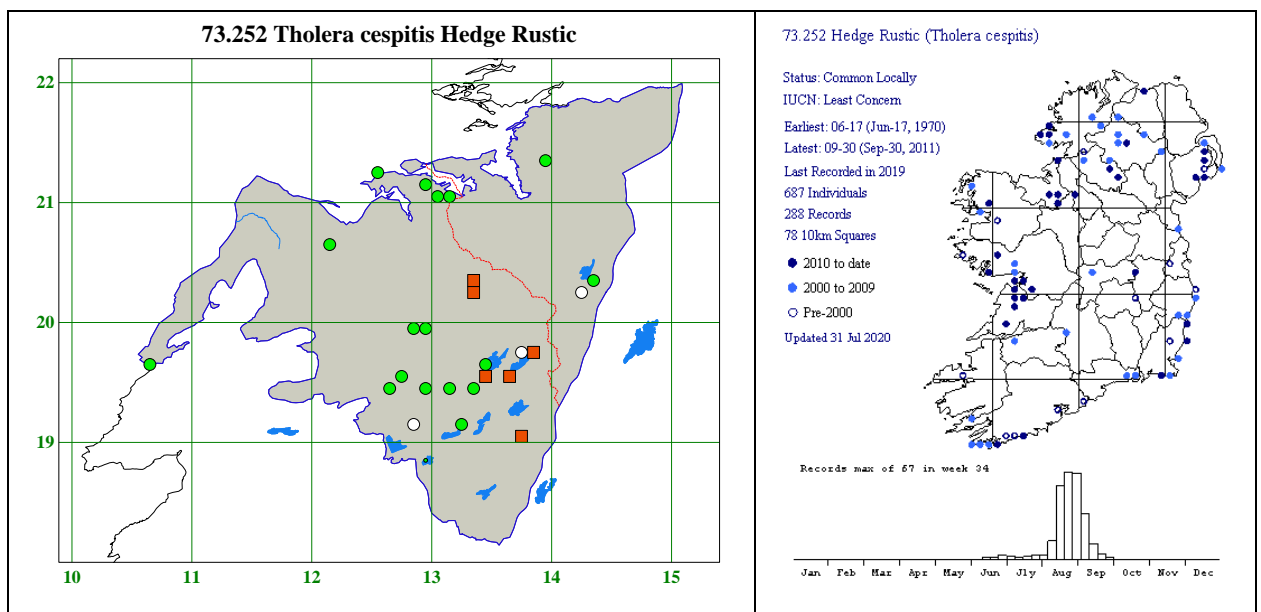 73.252 Tholera cespitis Hedge Rustic
22
21
20
19
10 11 12 13 14 15
73.252 Hedge Rustic (Tholera cespitis)
Status: Common Locally
IUCN: Least Concern
Earliest: 06-17 (Jun-17, 1970)
Latest: 09-30 (Sep-30, 2011)
Last Recorded in 2019
687 Individuals
288 Records
78 10km Squares
2010 to date
2000 to 2009
Pre-2000
Updated 31 Jul 2020
Records max of 67 in week 34
Jan Feb Mar Apr May Jun Jly Aug Sep Oct Nov Dec